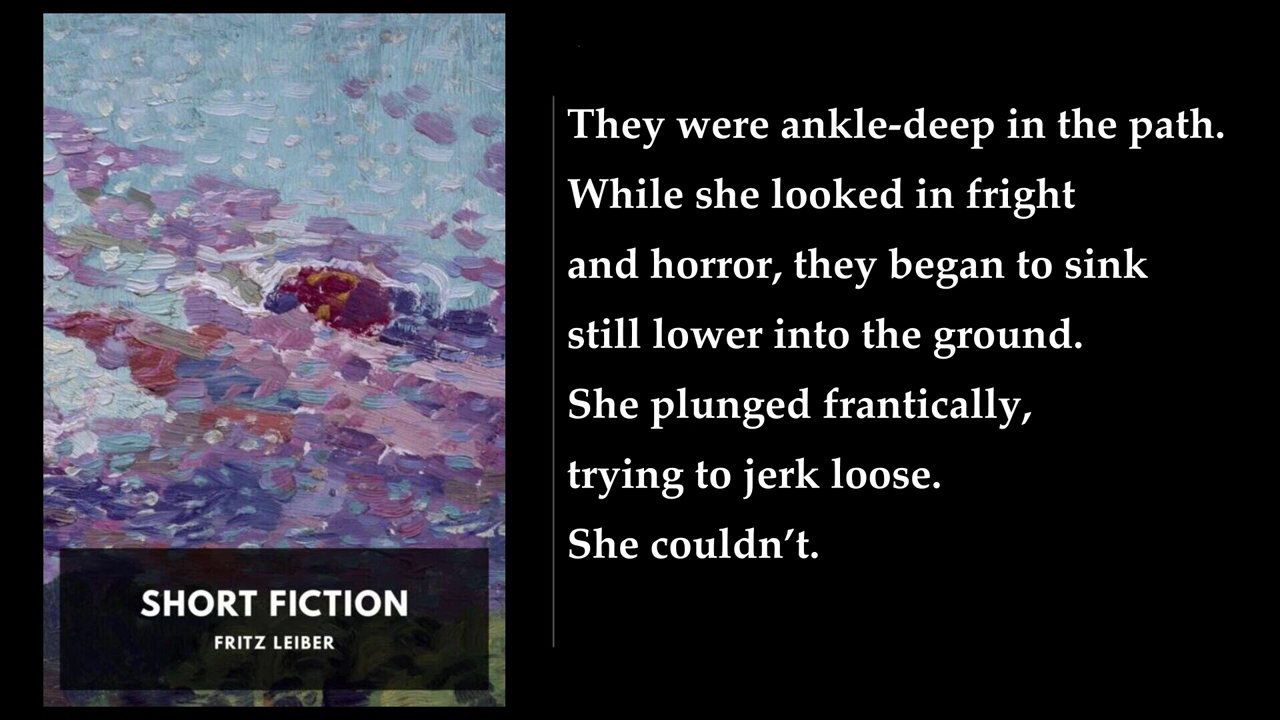 SHORT FICTION
FRITZ LEIBER
They were ankle-deep in the path.
While she looked in fright
and horror, they began to sink
still lower into the ground.
She plunged frantically,
trying to jerk loose.
She couldn’t.